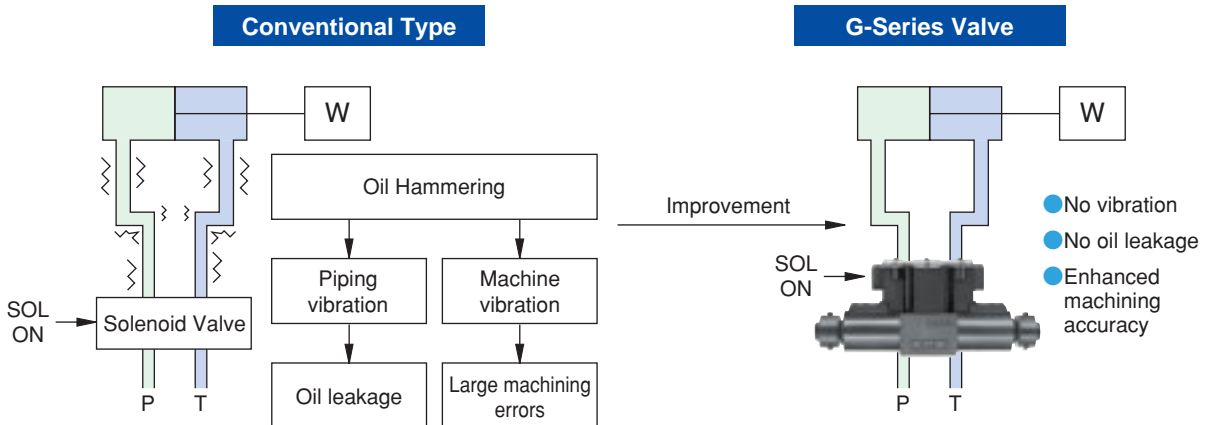 Conventional Type
W
Oil Hammering
Piping
vibration
Machine
vibration
SOL
ON
Solenoid Valve
Oil leakage
Large machining
errors
P
T
Improvement
G-Series Valve
W
SOL
ON
No vibration
No oil leakage
Enhanced
machining
accuracy
P
T